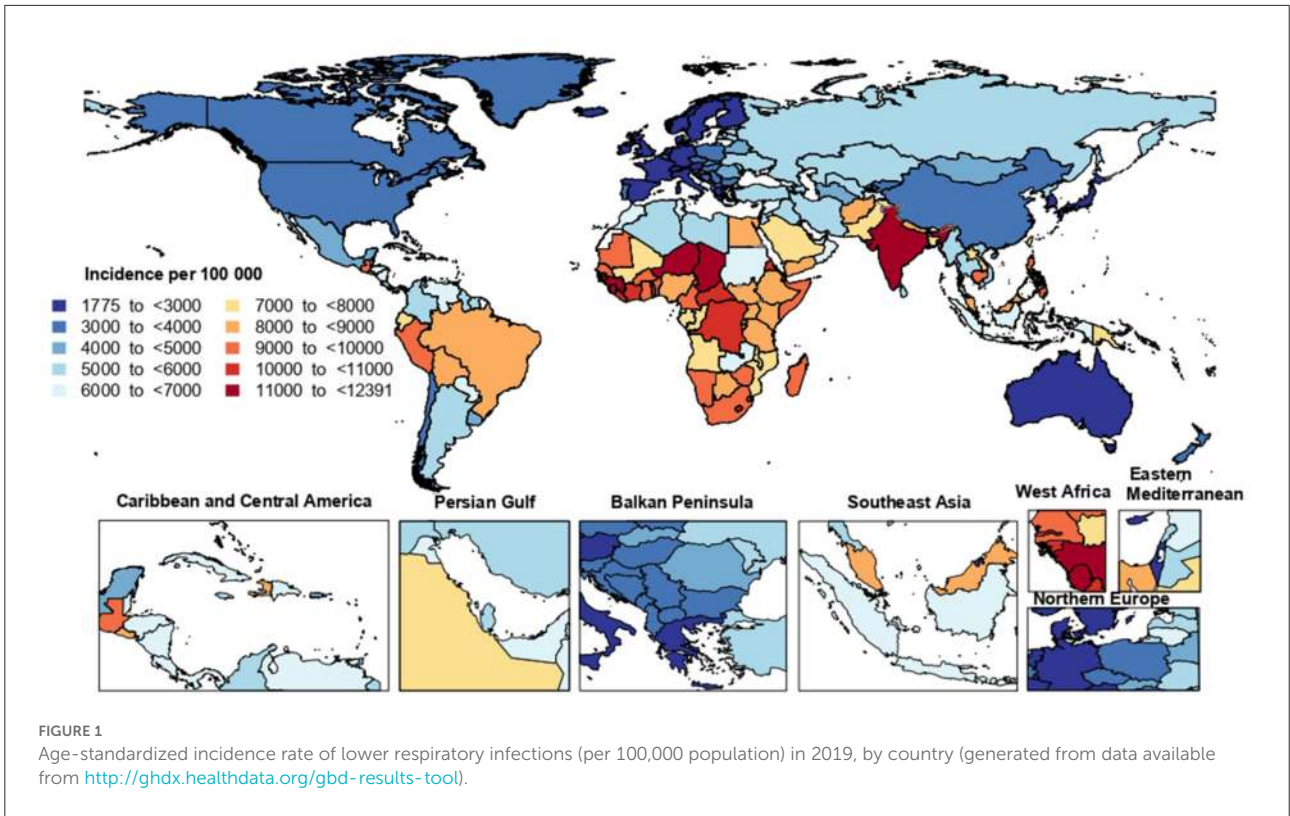 Incidence per 100 000
1775 to <3000
3000 to <4000
4000 to <5000
5000 to <6000
6000 to <7000
7000 to <8000
8000 to <9000
9000 to <10000
10000 to <11000
11000 to <12391
Caribbean and Central America
Persian Gulf
Balkan Peninsula
Southeast Asia
West Africa
Eastern
Mediterranean
Northern Europe
FIGURE 1
Age-standardized incidence rate of lower respiratory infections (per 100,000 population) in 2019, by country (generated from data available
from http://ghdx.healthdata.org/gbd-results-tool).